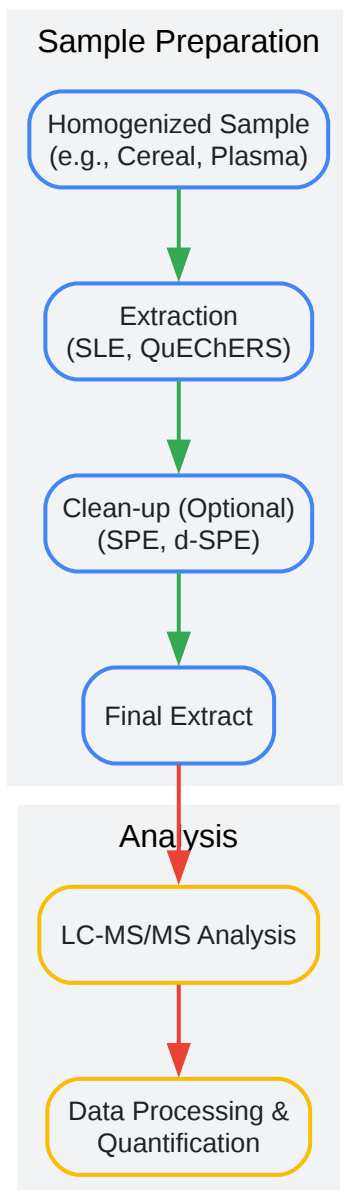 Sample Preparation
Homogenized Sample
(e.g., Cereal, Plasma)
Extraction
(SLE, QuEChERS)
Clean-up (Optional)
(SPE, d-SPE)
Final Extract
Analysis
LC-MS/MS Analysis
Data Processing &
Quantification